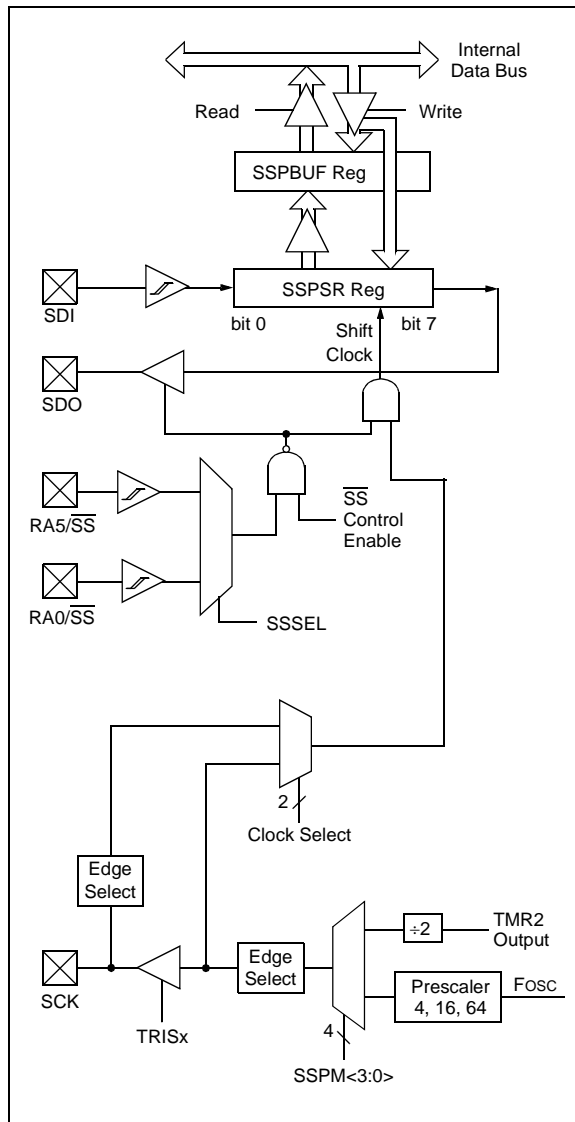 Internal
Data Bus
Read
Write
SSPBUF Reg
SSPSR Reg
SDI
bit 0
bit 7
Shift
Clock
SDO
RA5/SS
SS
Control
Enable
RA0/SS
SSSEL
2
Clock Select
Edge
Select
SCK
TRISx
Edge
Select
÷2
TMR2
Output
Prescaler
4, 16, 64
FOSC
4
SSPM<3:0>